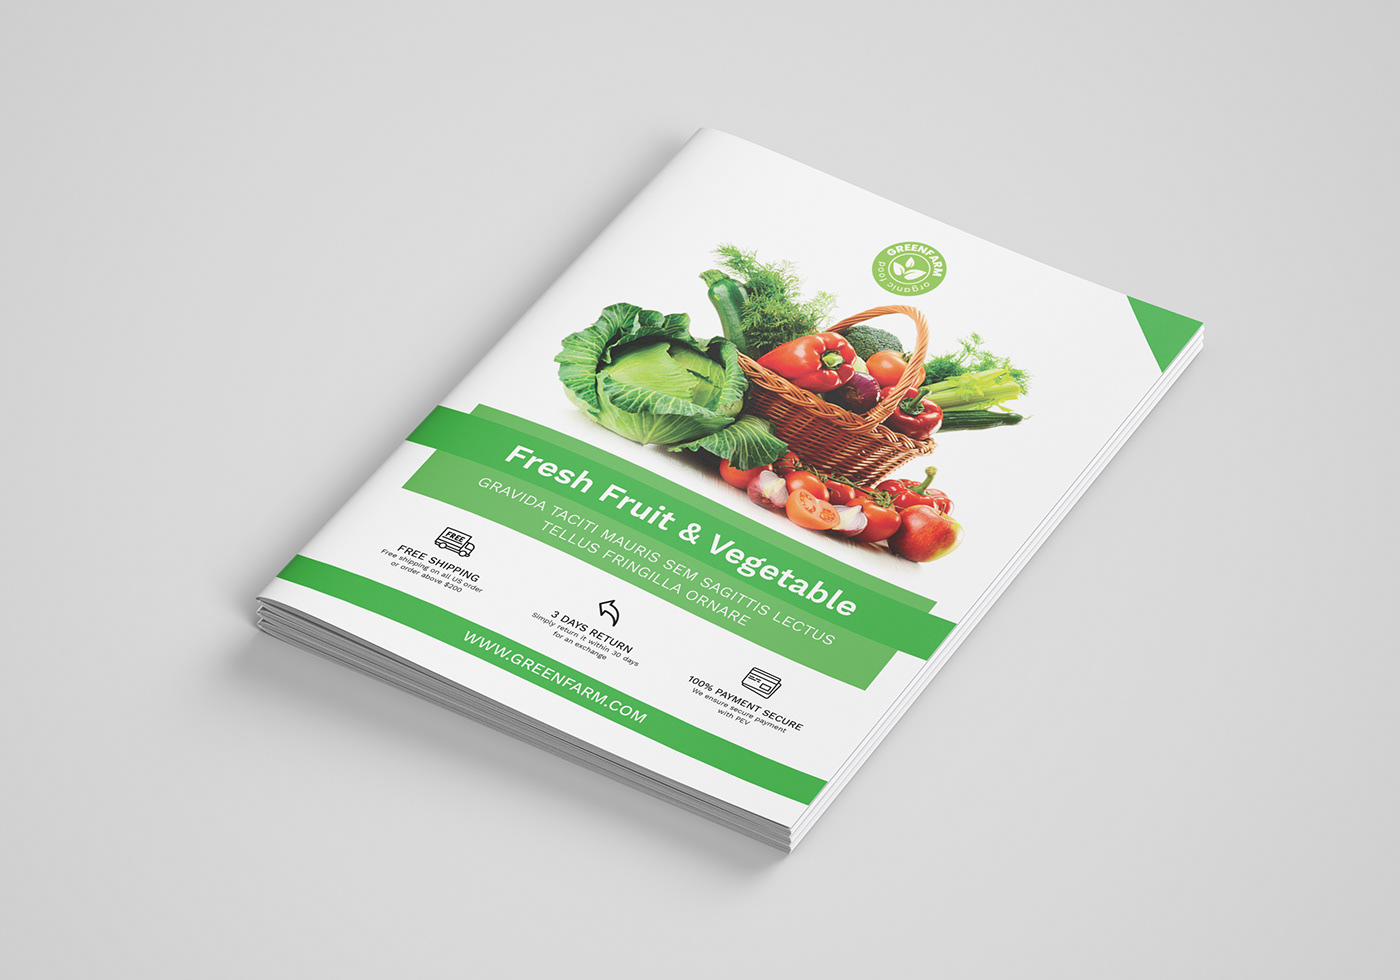 GREENFARM
organic food
Fresh Fruit & Vegetable
GRAVIDA TACITI MAURIS SEM SAGITTIS LECTUS
TELLUS FRINGILLA ORNARE
FREE
FREE SHIPPING
Free shipping on all US order
or order above $200
3 DAYS RETURN
Simply return it within 30 days
for an exchange
100% PAYMENT SECURE
We ensure secure payment
with PEV
WWW.GREENFARM.COM